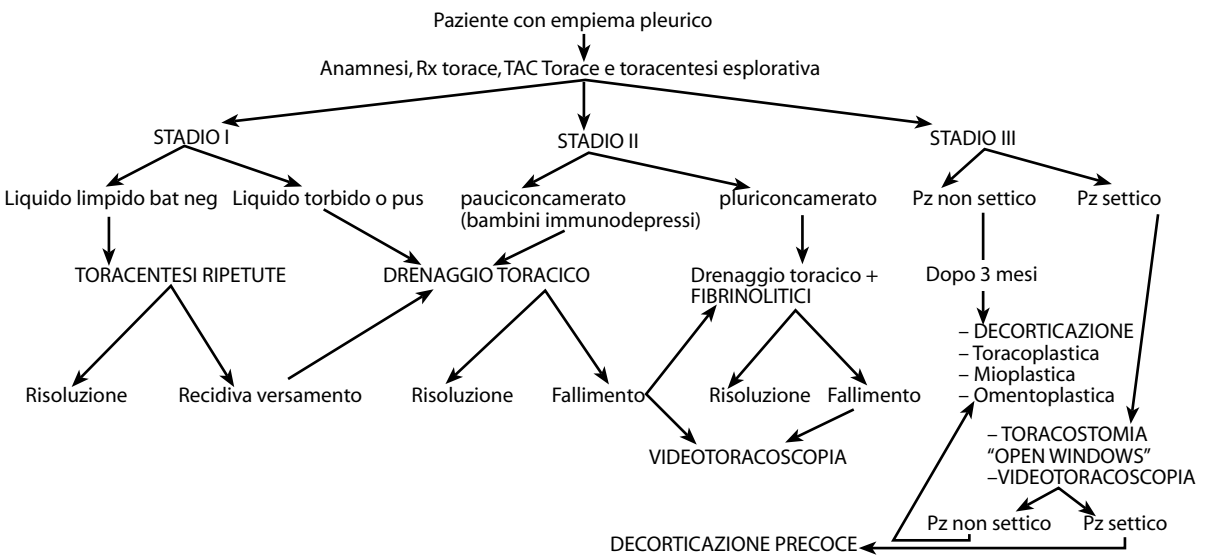 Paziente con empiema pleurico
Anamnesi, Rx torace, TAC Torace e toracentesi esplorativa
STADIO I
STADIO II
STADIO III
Liquido limpido bat neg
Liquido torbido o pus
pauciconcamerato
(bambini immunodepressi)
pluriconcamerato
Pz non settico
Pz settico
TORACENTESI RIPETUTE
DRENAGGIO TORACICO
Drenaggio toracico +
FIBRINOLITICI
Dopo 3 mesi
– DECORTICAZIONE
– Toracoplastica
– Mioplastica
– Omentoplastica
Risoluzione
Recidiva versamento
Risoluzione
Fallimento
Risoluzione
Fallimento
VIDEOTORACOSCOPIA
– TORACOSTOMIA
“OPEN WINDOWS”
–VIDEOTORACOSCOPIA
Pz non settico
Pz settico
DECORTICAZIONE PRECOCE